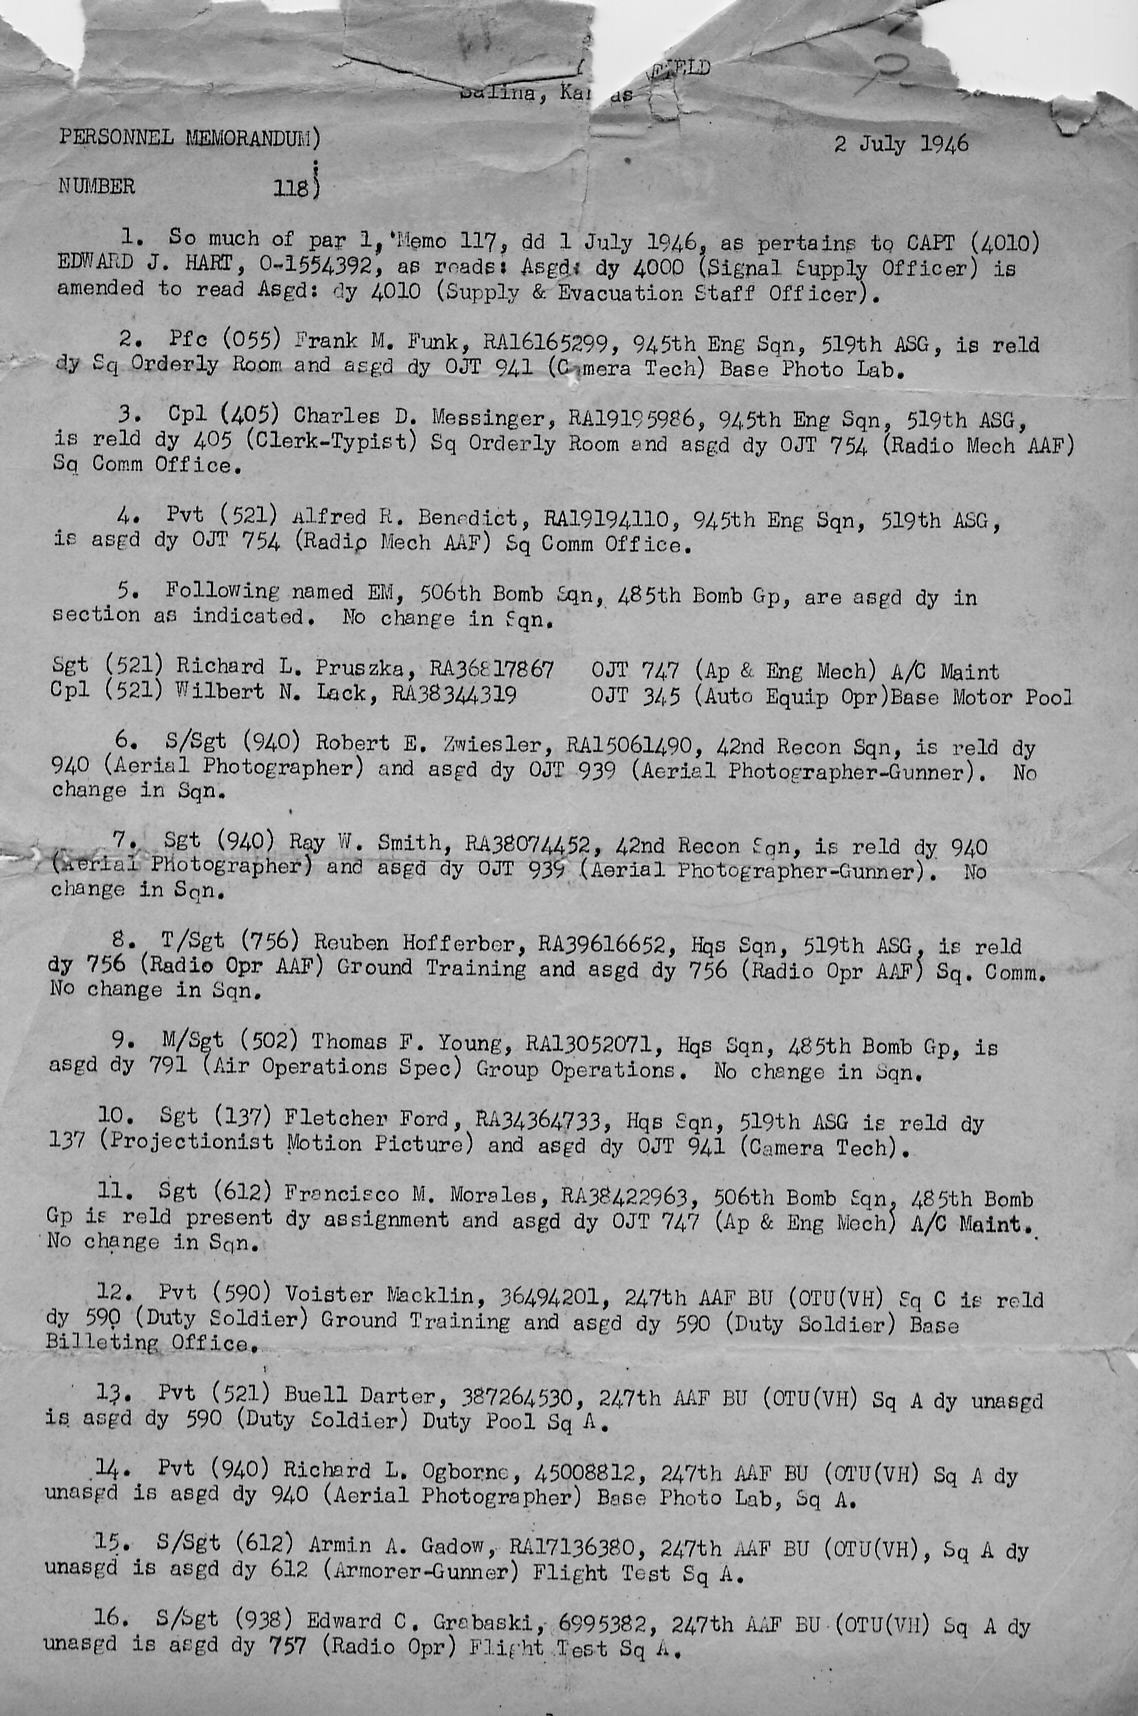 FIELD
Salina, Kansas
PERSONNEL MEMORANDUM)
:
NUMBER 118)
2 July 1946
1. So much of par 1, Memo 117, dd 1 July 1946, as pertains to CAPT (4010)
EDWARD J. HART, O-1554392, as reads: Asgd: dy 4000 (Signal Supply Officer) is
amended to read Asgd: dy 4010 (Supply & Evacuation Staff Officer).
2. Pfc (055) Frank M. Funk, RA16165299, 945th Eng Sqn, 519th ASG, is reld
dy Sq Orderly Room and asgd dy OJT 941 (Camera Tech) Base Photo Lab.
3. Cpl (405) Charles D. Messinger, RA19195986, 945th Eng Sqn, 519th ASG,
is reld dy 405 (Clerk-Typist) Sq Orderly Room and asgd dy OJT 754 (Radio Mech AAF)
Sq Comm Office.
4. Pvt (521) Alfred R. Benedict, RA19194110, 945th Eng Sqn, 519th ASG,
is asgd dy OJT 754 (Radio Mech AAF) Sq Comm Office.
5. Following named EM, 506th Bomb Sqn, 485th Bomb Gp, are asgd dy in
section as indicated. No change in Sqn.
Sgt (521) Richard L. Pruszka, RA36817867 OJT 747 (Ap & Eng Mech) A/C Maint
Cpl (521) Wilbert N. Lack, RA38344319 OJT 345 (Auto Equip Opr)Base Motor Pool
6. S/Sgt (940) Robert E. Zwiesler, RA15061490, 42nd Recon Sqn, is reld dy
940 (Aerial Photographer) and asgd dy OJT 939 (Aerial Photographer-Gunner). No
change in Sqn.
7. Sgt (940) Ray W. Smith, RA38074452, 42nd Recon Sqn, is reld dy 940
(Aerial Photographer) and asgd dy OJT 939 (Aerial Photographer-Gunner). No
change in Sqn.
8. T/Sgt (756) Reuben Hofferber, RA39616652, Hqs Sqn, 519th ASG, is reld
dy 756 (Radio Opr AAF) Ground Training and asgd dy 756 (Radio Opr AAF) Sq. Comm.
No change in Sqn.
9. M/Sgt (502) Thomas F. Young, RA13052071, Hqs Sqn, 485th Bomb Gp, is
asgd dy 791 (Air Operations Spec) Group Operations. No change in Sqn.
10. Sgt (137) Fletcher Ford, RA34364733, Hqs Sqn, 519th ASG is reld dy
137 (Projectionist Motion Picture) and asgd dy OJT 941 (Camera Tech).
11. Sgt (612) Francisco M. Morales, RA38422963, 506th Bomb Sqn, 485th Bomb
Gp is reld present dy assignment and asgd dy OJT 747 (Ap & Eng Mech) A/C Maint.
No change in Sqn.
12. Pvt (590) Voister Macklin, 36494201, 247th AAF BU (OTU(VH) Sq C is reld
dy 590 (Duty Soldier) Ground Training and asgd dy 590 (Duty Soldier) Base
Billeting Office.
13. Pvt (521) Buell Darter, 387264530, 247th AAF BU (OTU(VH) Sq A dy unasgd
is asgd dy 590 (Duty Soldier) Duty Pool Sq A.
14. Pvt (940) Richard L. Ogborne, 45008812, 247th AAF BU (OTU(VH) Sq A dy
unasgd is asgd dy 940 (Aerial Photographer) Base Photo Lab, Sq A.
15. S/Sgt (612) Armin A. Gadow, RA17136380, 247th AAF BU (OTU(VH), Sq A dy
unasgd is asgd dy 612 (Armorer-Gunner) Flight Test Sq A.
16. S/Sgt (938) Edward C. Grabaski, 6995382, 247th AAF BU (OTU(VH) Sq A dy
unasgd is asgd dy 757 (Radio Opr) Flight Test Sq A.